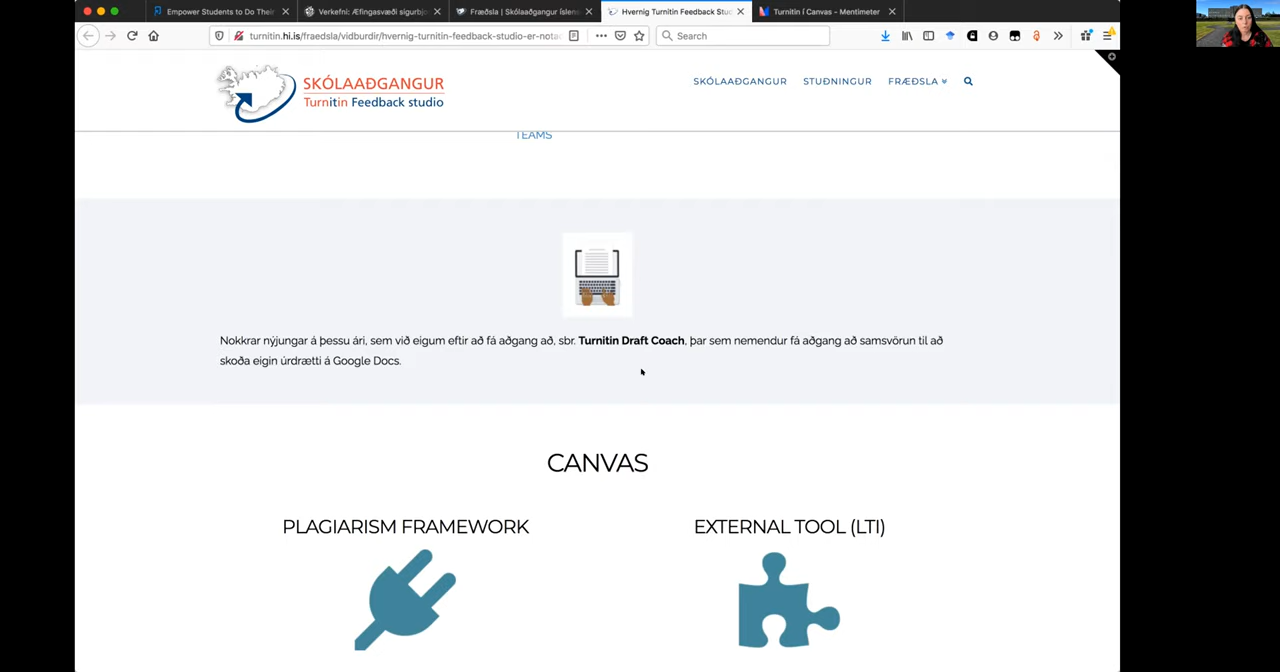 Empower Students to Do Their
Verkefni: Æfingasvæði sigurbj
Fræðsla | Skólaaðgangur íslens
Hvernig Turnitin Feedback Stud
Turnitin í Canvas - Mentimeter
turnitin.hi.is/fraedsla/vidburdir/hvernig-turnitin-feedback-studio-er-nota
Search
SKÓLAAÐGANGUR
Turnitin Feedback studio
SKÓLAAÐGANGUR STUÐNINGUR FRÆÐSLA
TEAMS
Nokkrar nýjungar á þessu ári, sem við eigum eftir að fá aðgang að, sbr. Turnitin Draft Coach, þar sem nemendur fá aðgang að samsvörun til að
skoða eigin úrdrætti á Google Docs.
CANVAS
PLAGIARISM FRAMEWORK
EXTERNAL TOOL (LTI)